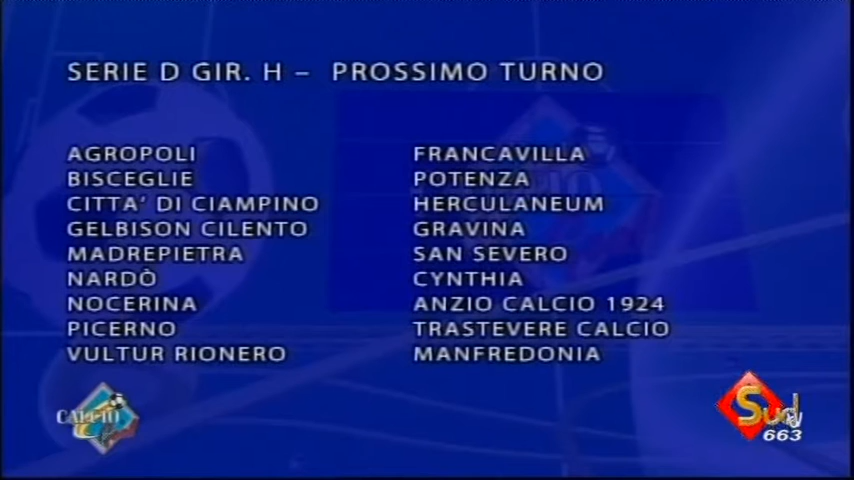 SERIE D GIR. H – PROSSIMO TURNO
AGROPOLI FRANCAVILLA
BISCEGLIE POTENZA
CITTA' DI CIAMPINO HERCULANEUM
GELBISON CILENTO GRAVINA
MADREPIETRA SAN SEVERO
NARDÒ CYNTHIA
NOCERINA ANZIO CALCIO 1924
PICERNO TRASTEVERE CALCIO
VULTUR RIONERO MANFREDONIA
CALCIO
Sud TV
663